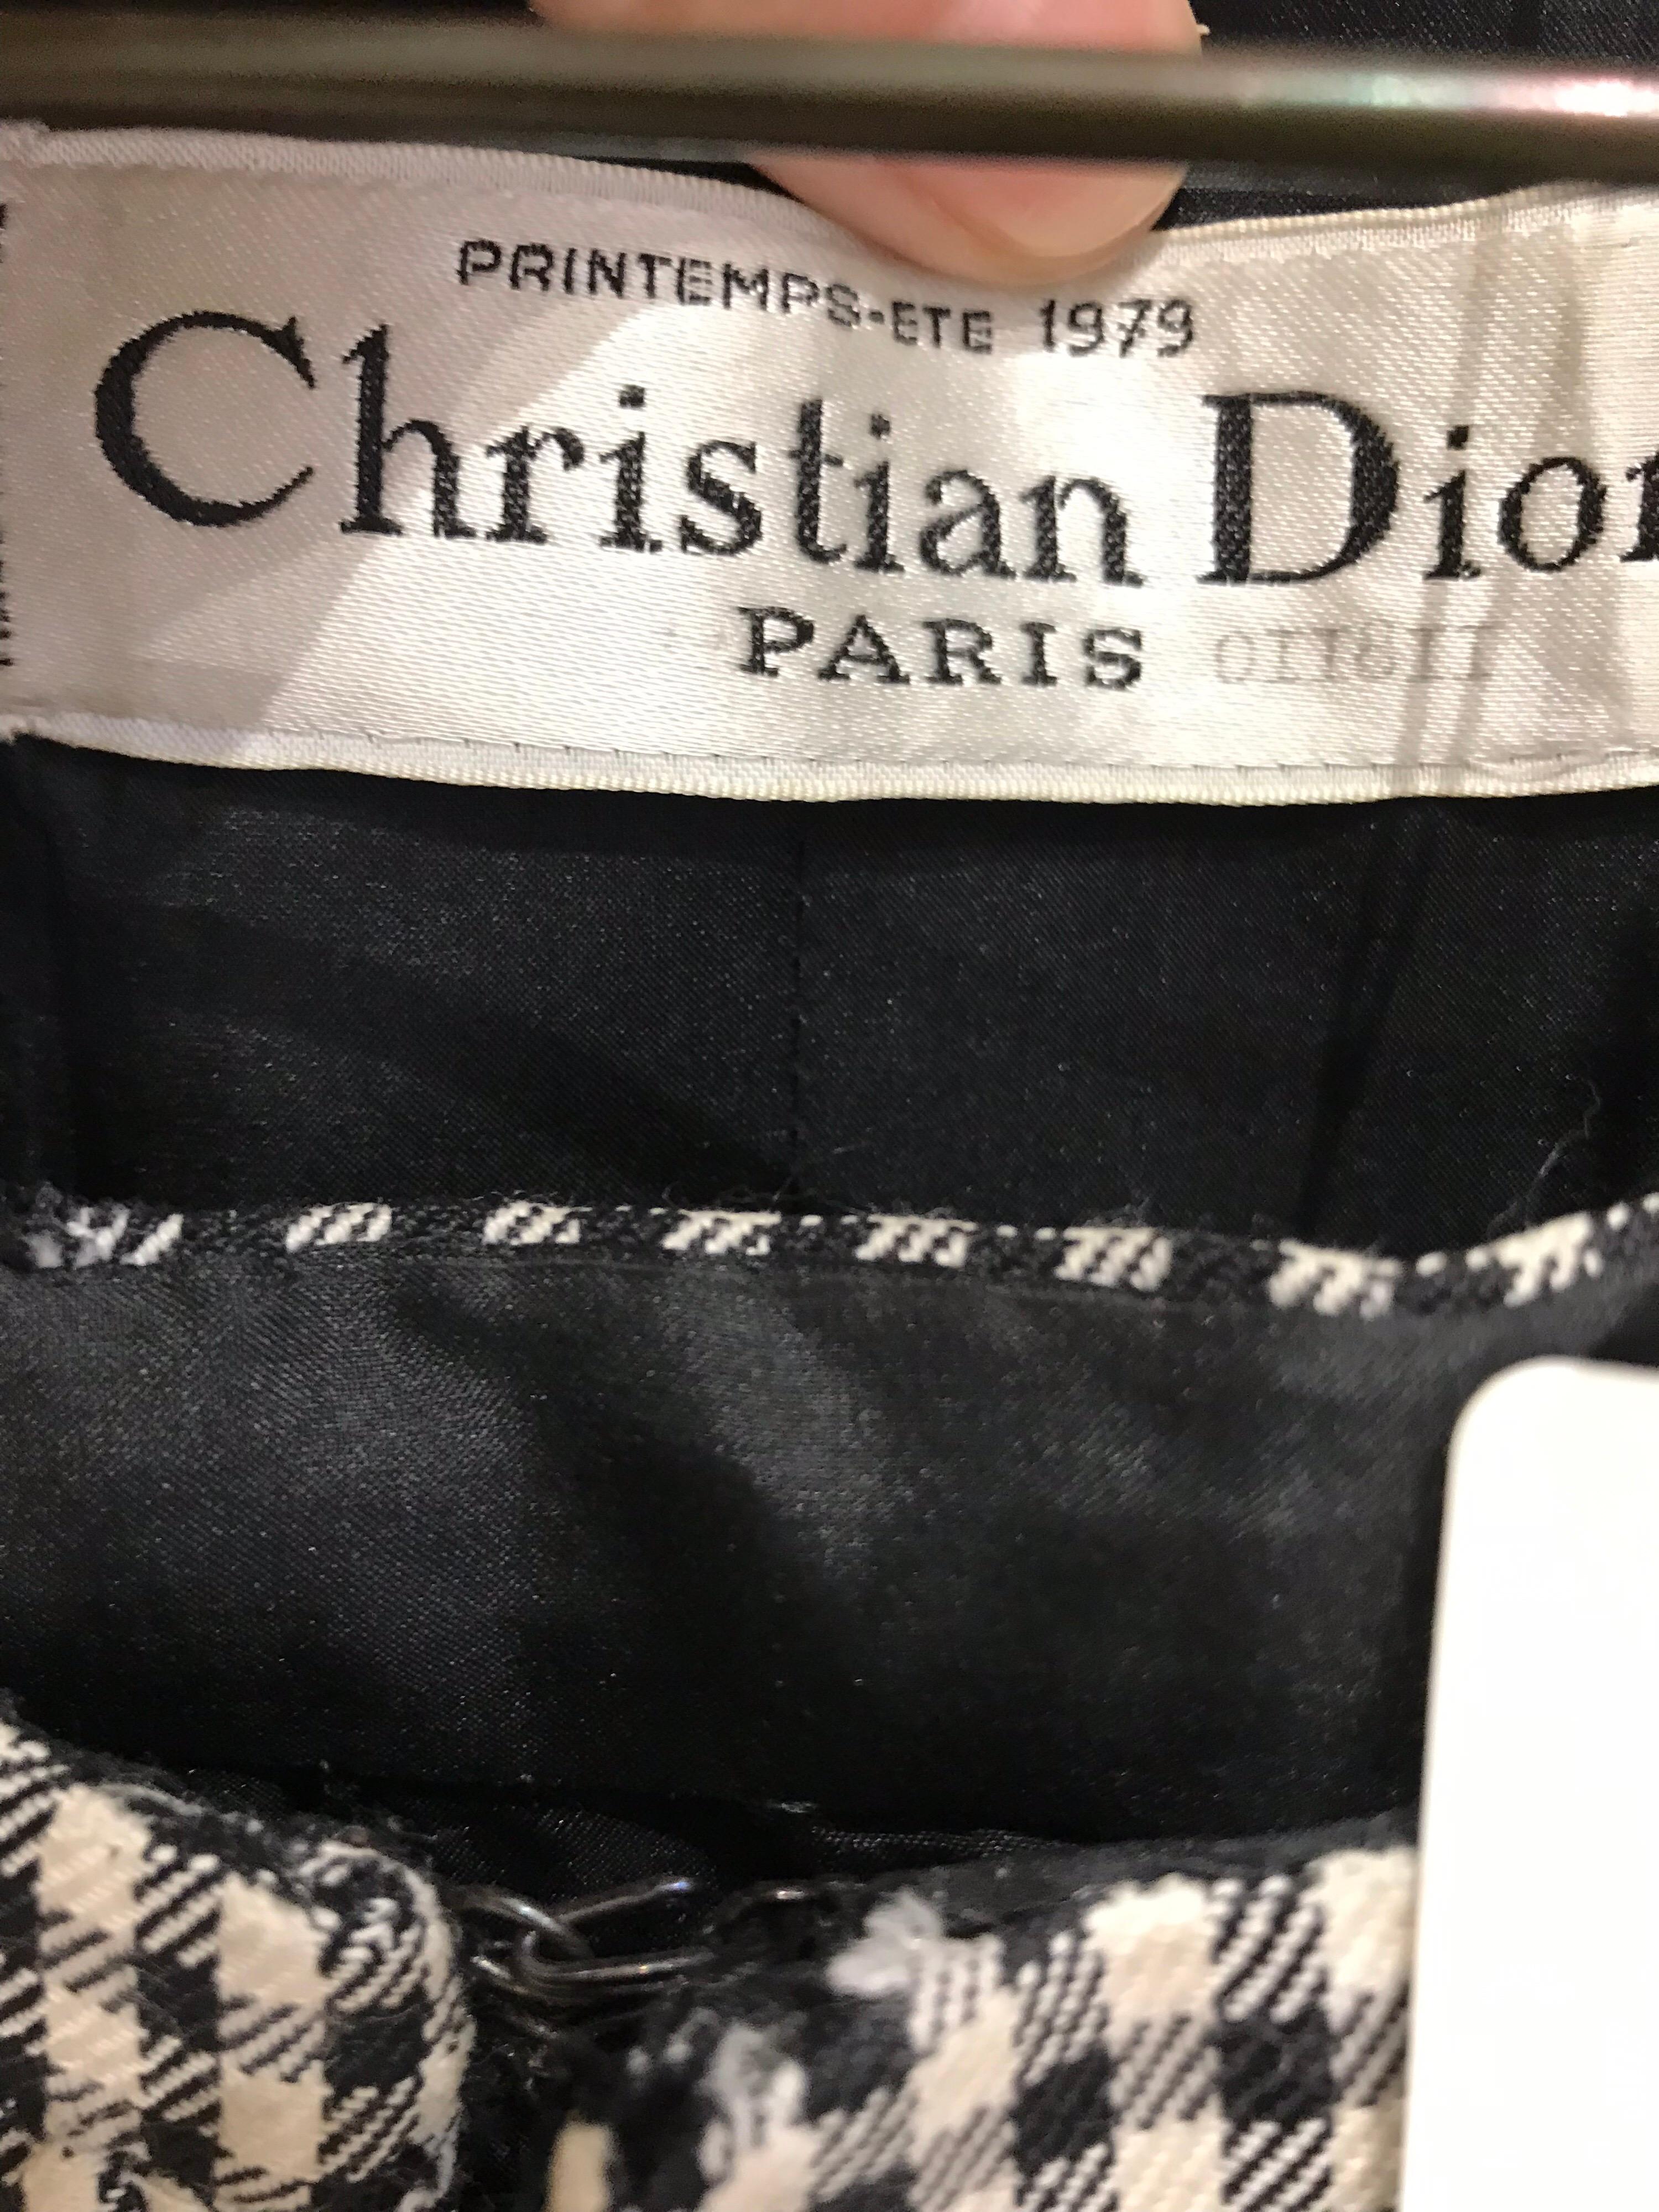 PRINTEMPS-ETE 1979
Christian Dior
PARIS